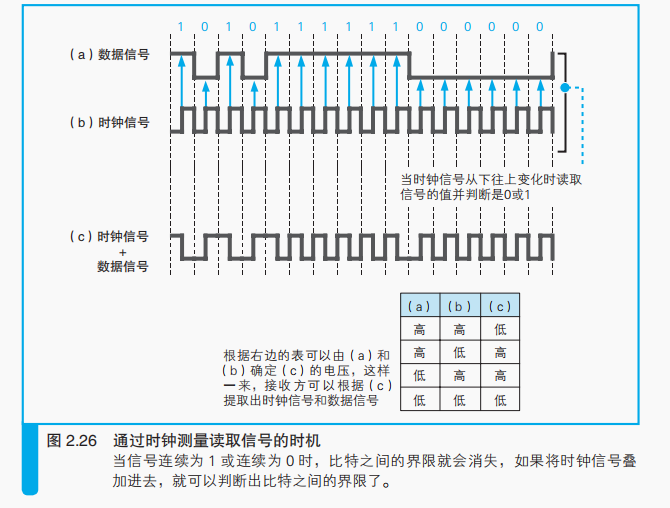 1 0 1 0 1 1 1 1 1 1 0 0 0 0 0 0
(a)数据信号
(b)时钟信号
当时钟信号从下往上变化时读取
信号的值并判断是0或1
(c)时钟信号
+
数据信号
(a) (b) (c)
高 高 低
高 低 高
低 高 高
低 低 低
根据右边的表可以由(a)和
(b)确定(c)的电压,这样
一来,接收方可以根据(c)
提取出时钟信号和数据信号
图 2.26 通过时钟测量读取信号的时机
当信号连续为 1 或连续为 0 时,比特之间的界限就会消失,如果将时钟信号叠
加进去,就可以判断出比特之间的界限了。